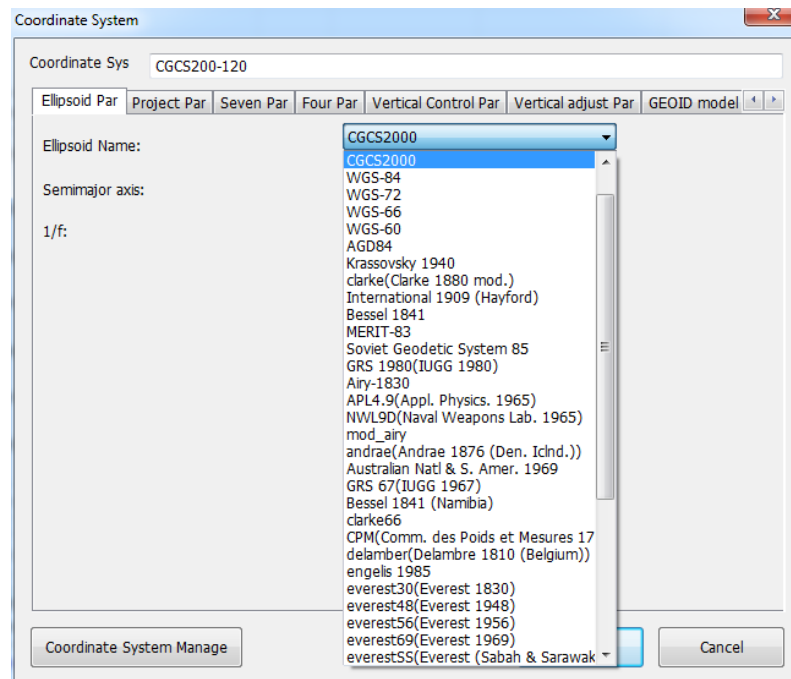 Coordinate System
Coordinate Sys CGCS200-120
Ellipsoid Par Project Par Seven Par Four Par Vertical Control Par Vertical adjust Par GEOID model
Ellipsoid Name: CGCS2000
Semimajor axis:
1/f:
CGCS2000
WGS-84
WGS-72
WGS-66
WGS-60
AGD84
Krassovsky 1940
clarke(Clarke 1880 mod.)
International 1909 (Hayford)
Bessel 1841
MERIT-83
Soviet Geodetic System 85
GRS 1980(IUGG 1980)
Airy-1830
APL4.9(Appl. Physics. 1965)
NWL9D(Naval Weapons Lab. 1965)
mod_airy
andrae(Andrae 1876 (Den. Iclnd.))
Australian Natl & S. Amer. 1969
GRS 67(IUGG 1967)
Bessel 1841 (Namibia)
clarke66
CPM(Comm. des Poids et Mesures 17
delamber(Delambre 1810 (Belgium))
engelis 1985
everest30(Everest 1830)
everest48(Everest 1948)
everest56(Everest 1956)
everest69(Everest 1969)
everestSS(Everest (Sabah & Sarawak
Coordinate System Manage Cancel